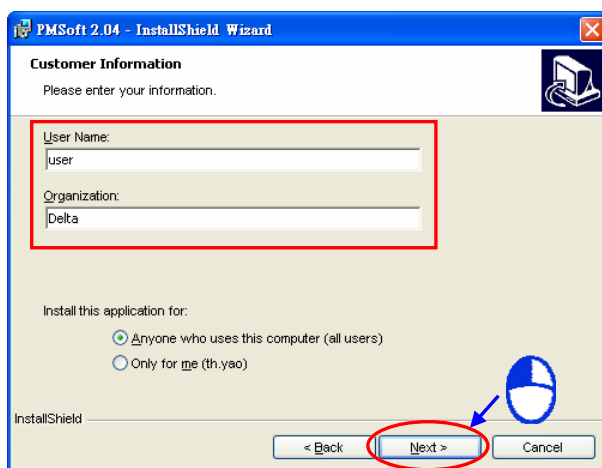 PMSoft 2.04 - InstallShield Wizard
Customer Information
Please enter your information.
User Name:
user
Organization:
Delta
Install this application for:
Anyone who uses this computer (all users)
Only for me (th.yao)
InstallShield
< Back
Next >
Cancel